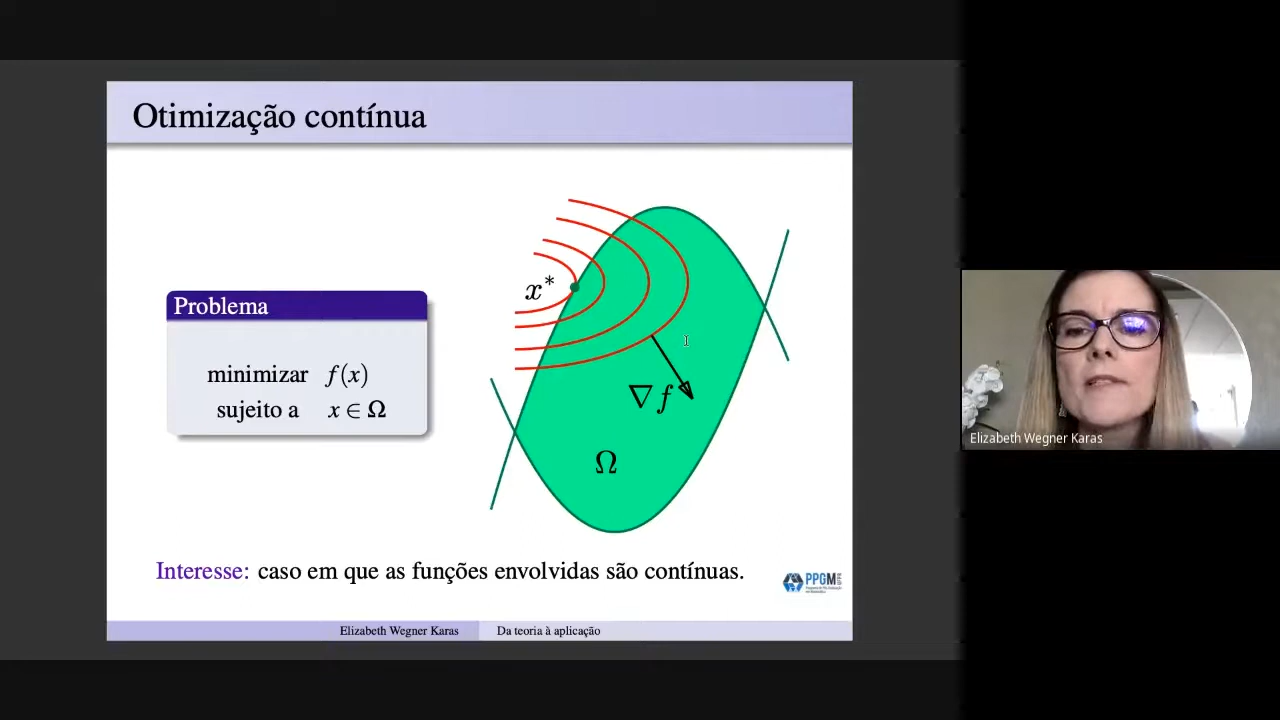 Otimização contínua
x*
Problema
minimizar f(x)
sujeito a x ∈ Ω
∇f
Ω
Interesse: caso em que as funções envolvidas são contínuas.
PPGM
UFPR
Elizabeth Wegner Karas
Da teoria à aplicação
Elizabeth Wegner Karas